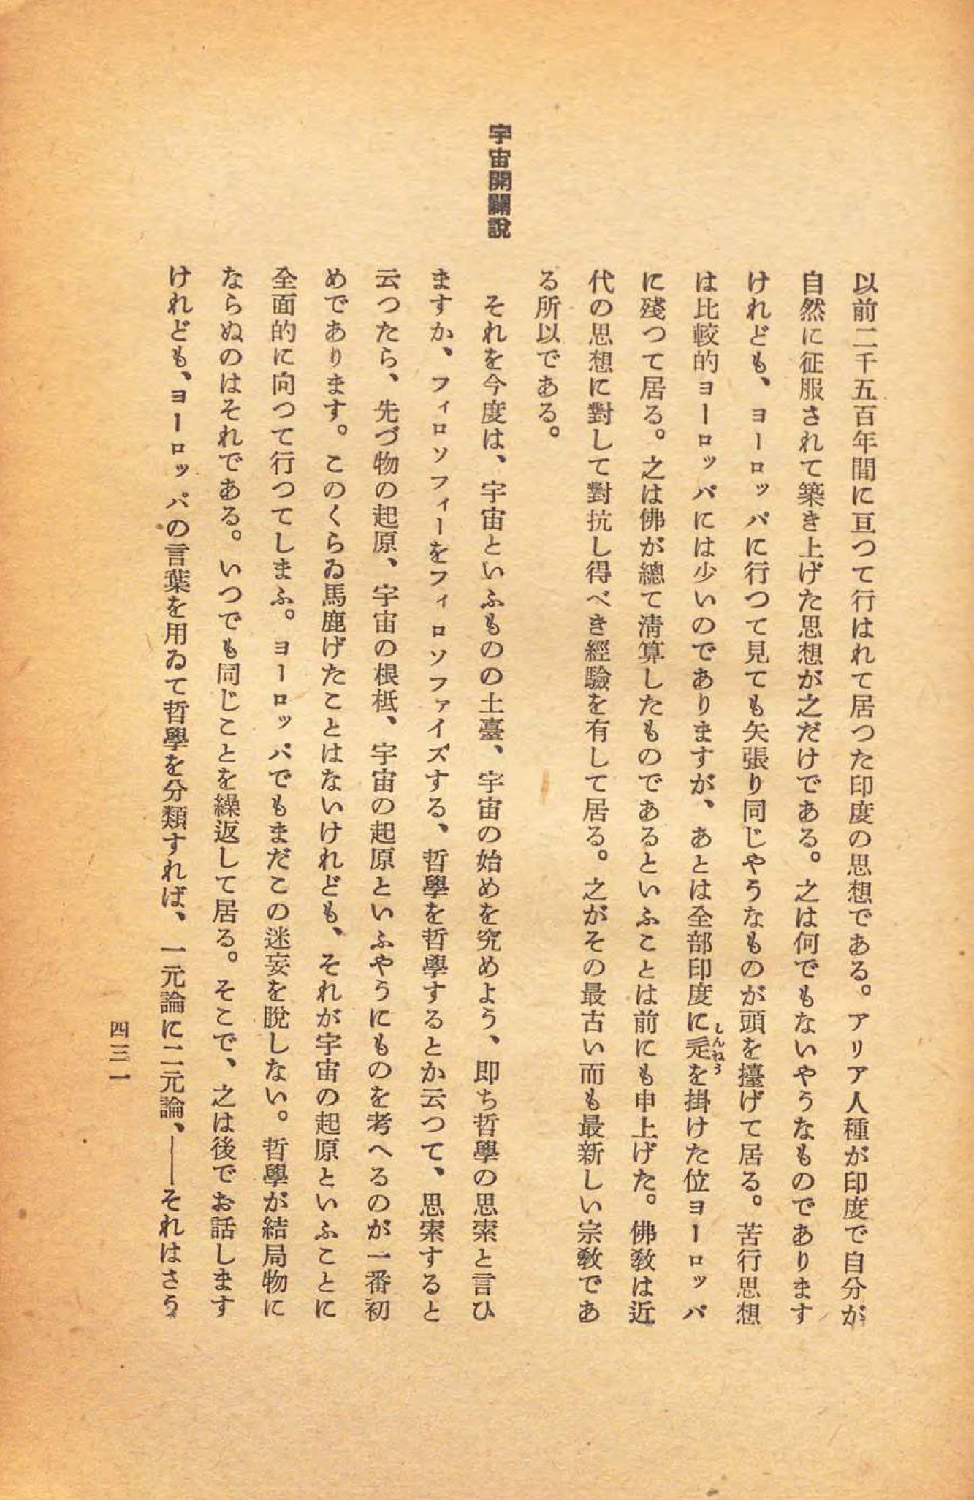 宇宙開闢說
以前二千五百年間に亙つて行はれて居つた印度の思想である。アリア人種が印度で自分が
自然に征服されて築き上げた思想が之だけである。之は何でもないやうなものであります
けれども、ヨーロッパに行つて見ても矢張り同じやうなものが頭を擡げて居る。苦行思想
は比較的ヨーロッパには少いのでありますが、あとは全部印度に辵を掛けた位ヨーロッパ
しんねう
に殘つて居る。之は佛が總て淸算したものであるといふことは前にも申上げた。佛敎は近
代の思想に對して對抗し得べき經驗を有して居る。之がその最古い而も最新しい宗敎であ
る所以である。
それを今度は、宇宙といふものの土臺、宇宙の始めを究めよう、卽ち哲學の思索と言ひ
ますか、フィロソフィーをフィロソファイズする、哲學を哲學するとか云つて、思索すると
云つたら、先づ物の起原、宇宙の根柢、宇宙の起原といふやうにものを考へるのが一番初
めであります。このくらゐ馬鹿げたことはないけれども、それが宇宙の起原といふことに
全面的に向つて行つてしまふ。ヨーロッパでもまだこの迷妄を脫しない。哲學が結局物に
ならぬのはそれである。いつでも同じことを繰返して居る。そこで、之は後でお話します
けれども、ヨーロッパの言葉を用ゐて哲學を分類すれば、一元論に二元論、――それはさう
四三一